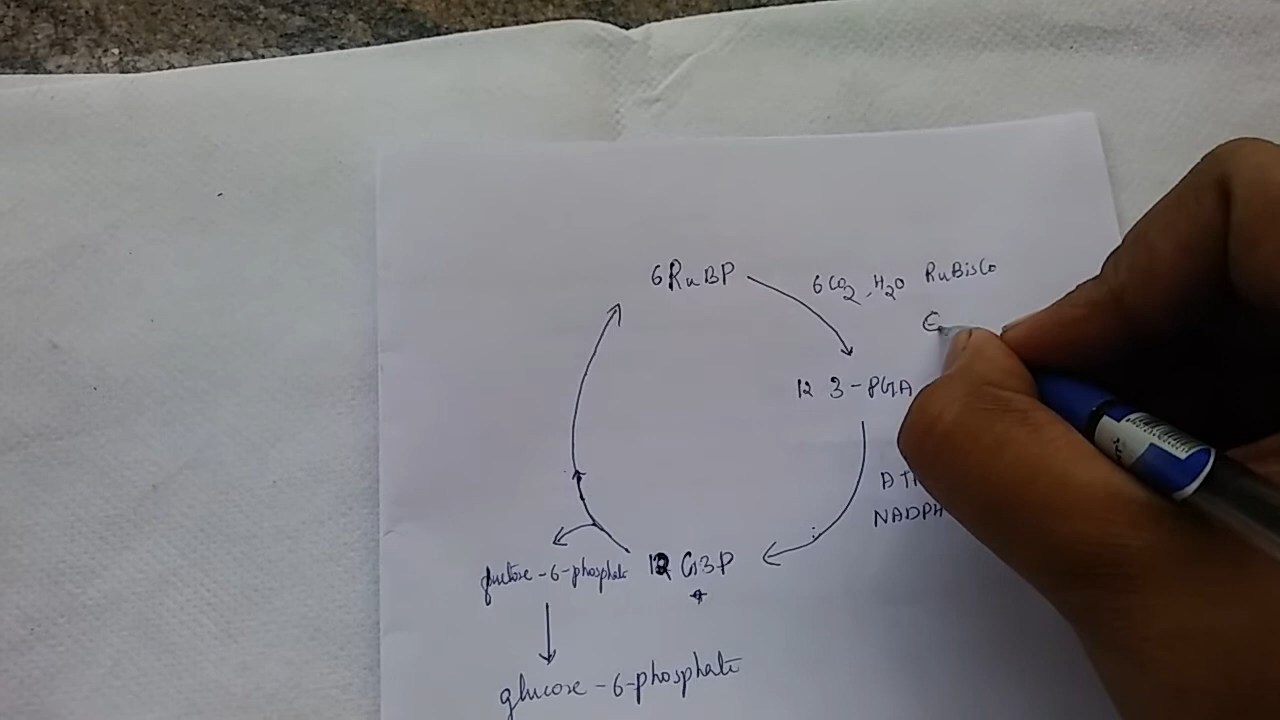 6RuBP
6CO2, H2O RuBisCo
12 3-PGA
NADPH
12 G3P
fructose-6-phosphate
glucose-6-phosphate